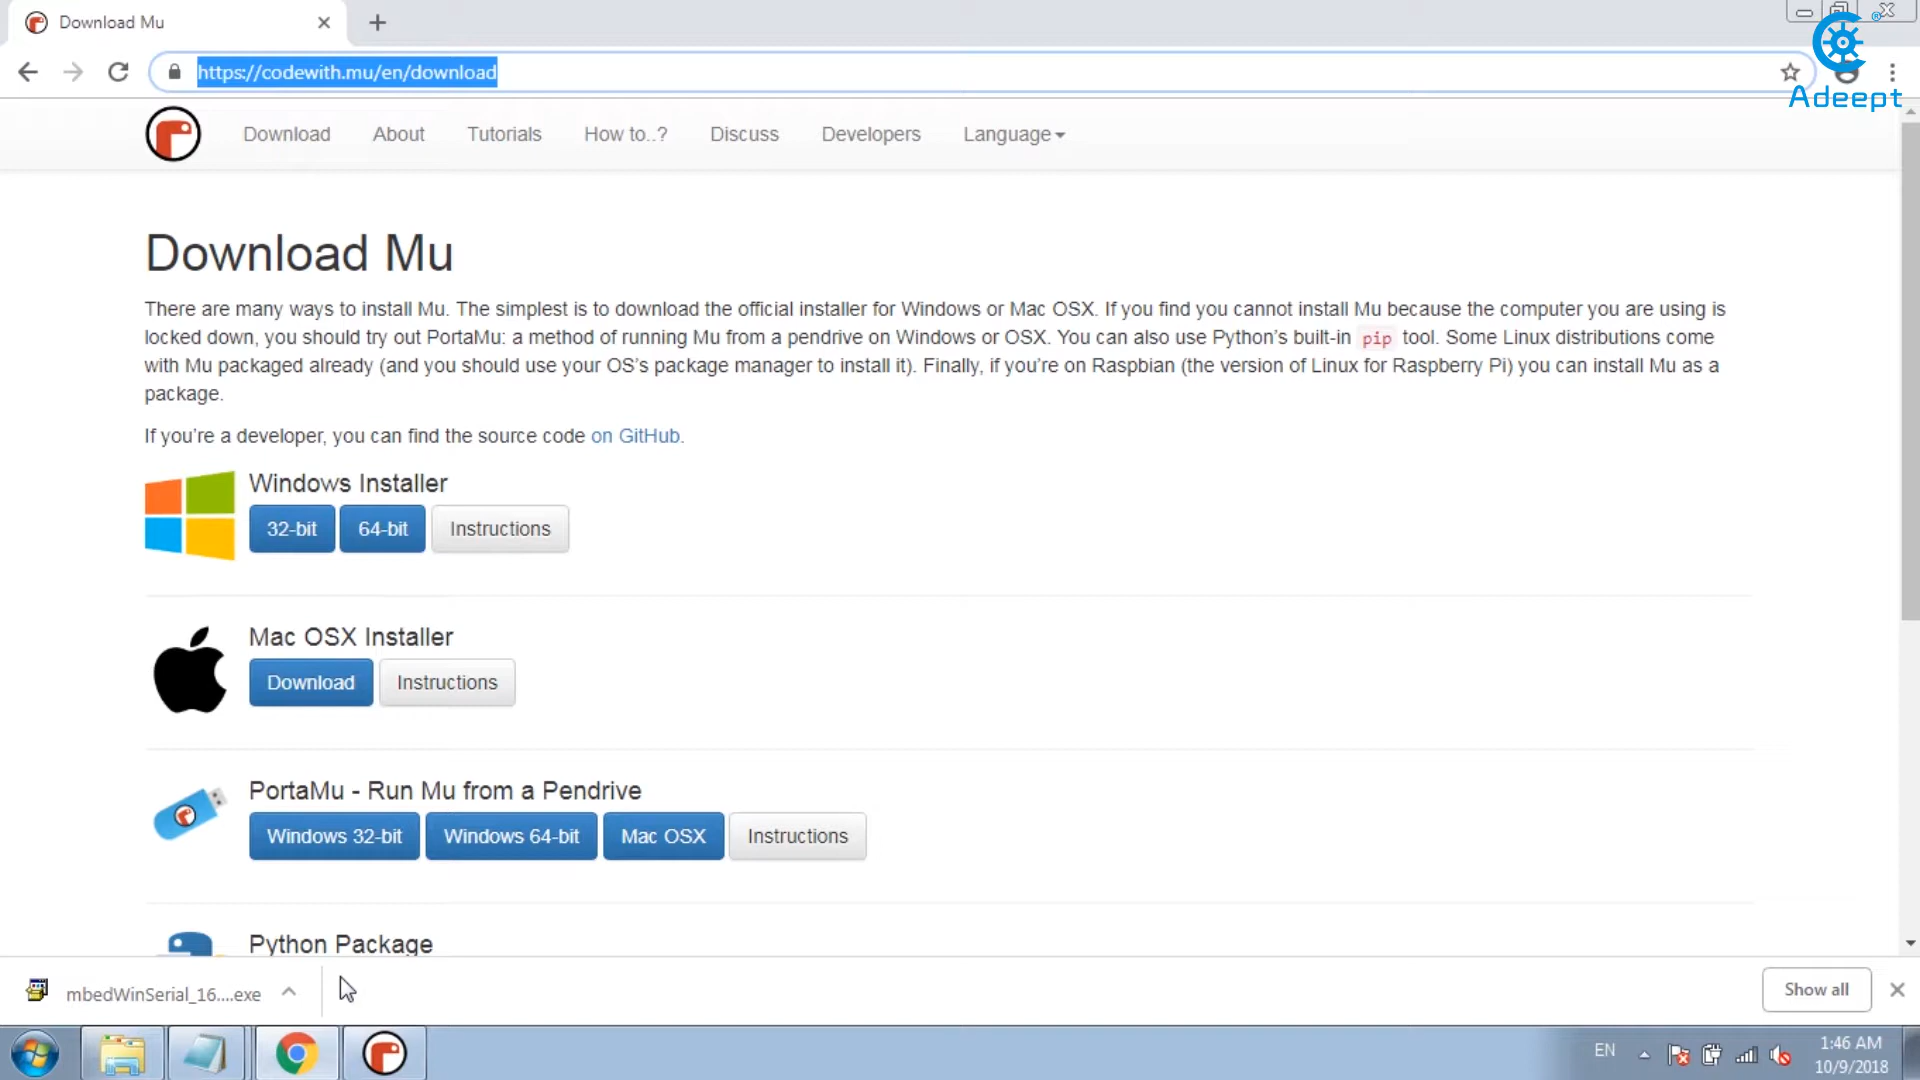 Download Mu
https://codewith.mu/en/download
Adeept
Download About Tutorials How to..? Discuss Developers Language
Download Mu
There are many ways to install Mu. The simplest is to download the official installer for Windows or Mac OSX. If you find you cannot install Mu because the computer you are using is
locked down, you should try out PortaMu: a method of running Mu from a pendrive on Windows or OSX. You can also use Python's built-in pip tool. Some Linux distributions come
with Mu packaged already (and you should use your OS's package manager to install it). Finally, if you're on Raspbian (the version of Linux for Raspberry Pi) you can install Mu as a
package.
If you're a developer, you can find the source code on GitHub.
Windows Installer
32-bit 64-bit Instructions
Mac OSX Installer
Download Instructions
PortaMu - Run Mu from a Pendrive
Windows 32-bit Windows 64-bit Mac OSX Instructions
Python Package
mbedWinSerial_16....exe
Show all
EN
1:46 AM
10/9/2018